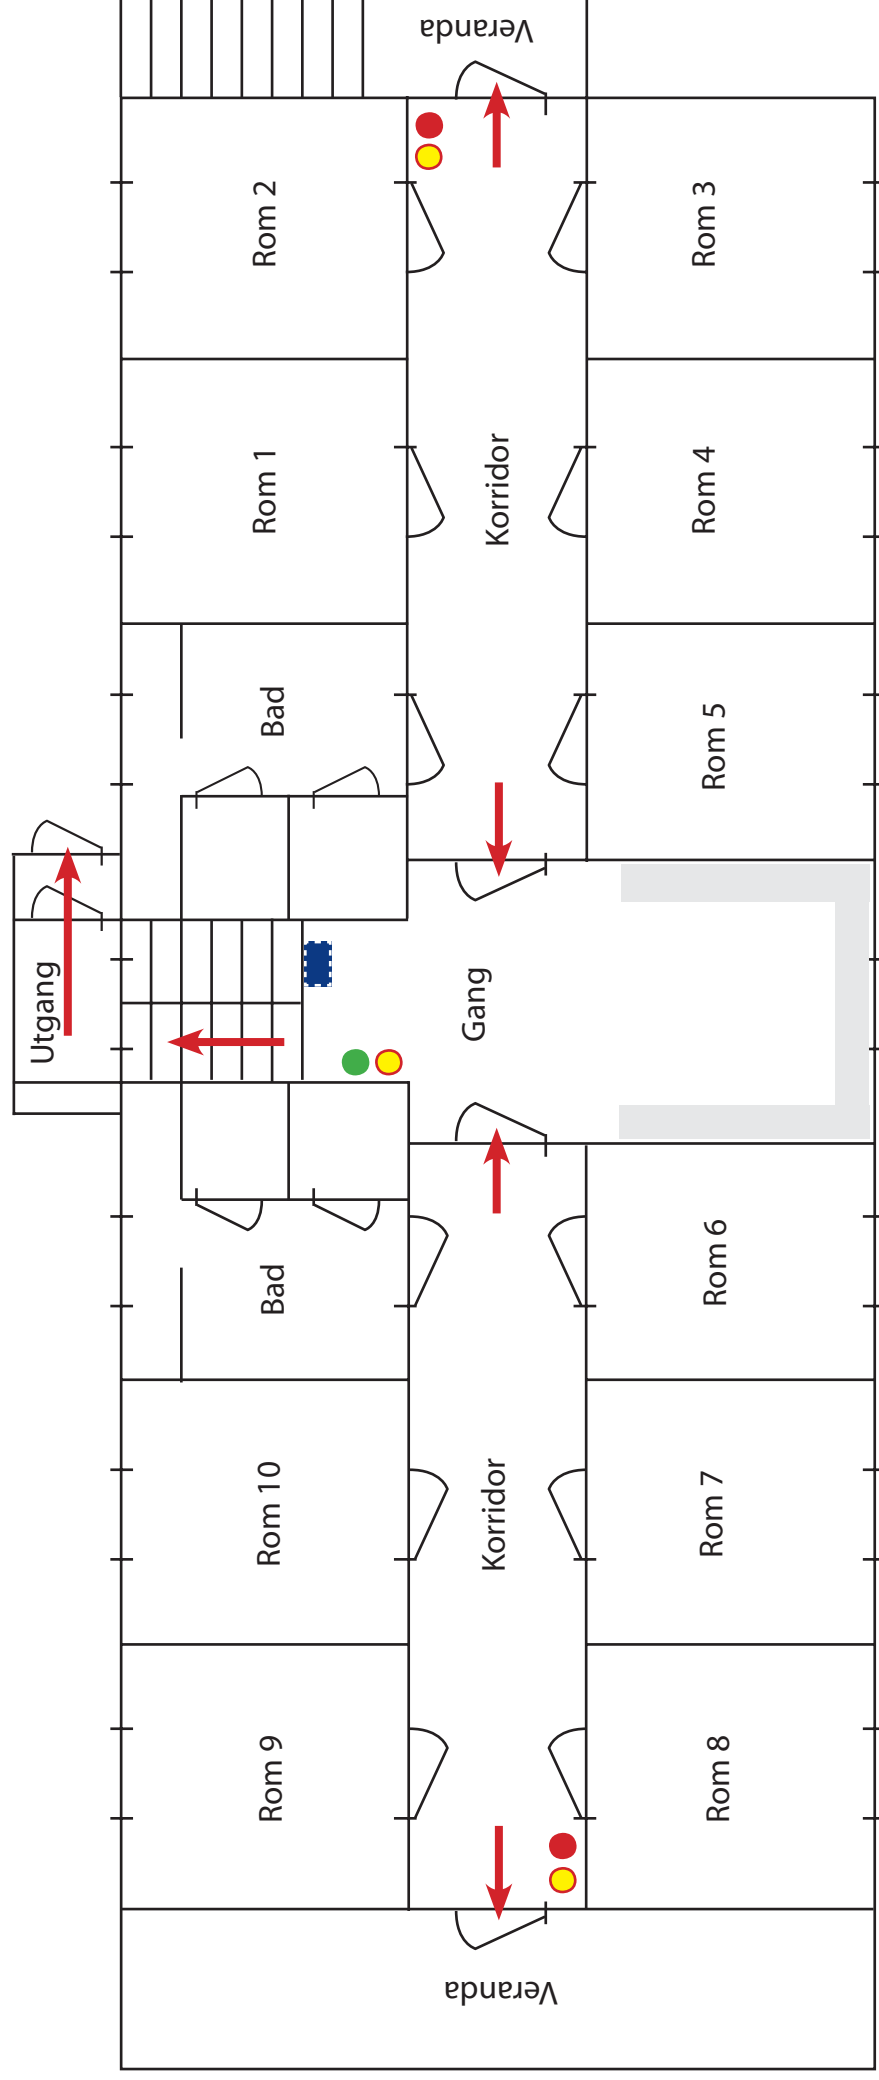 Veranda
Rom 2
Rom 3
Rom 1
Korridor
Rom 4
Bad
Rom 5
Utgang
Gang
Bad
Rom 6
Rom 10
Korridor
Rom 7
Rom 9
Rom 8
Veranda